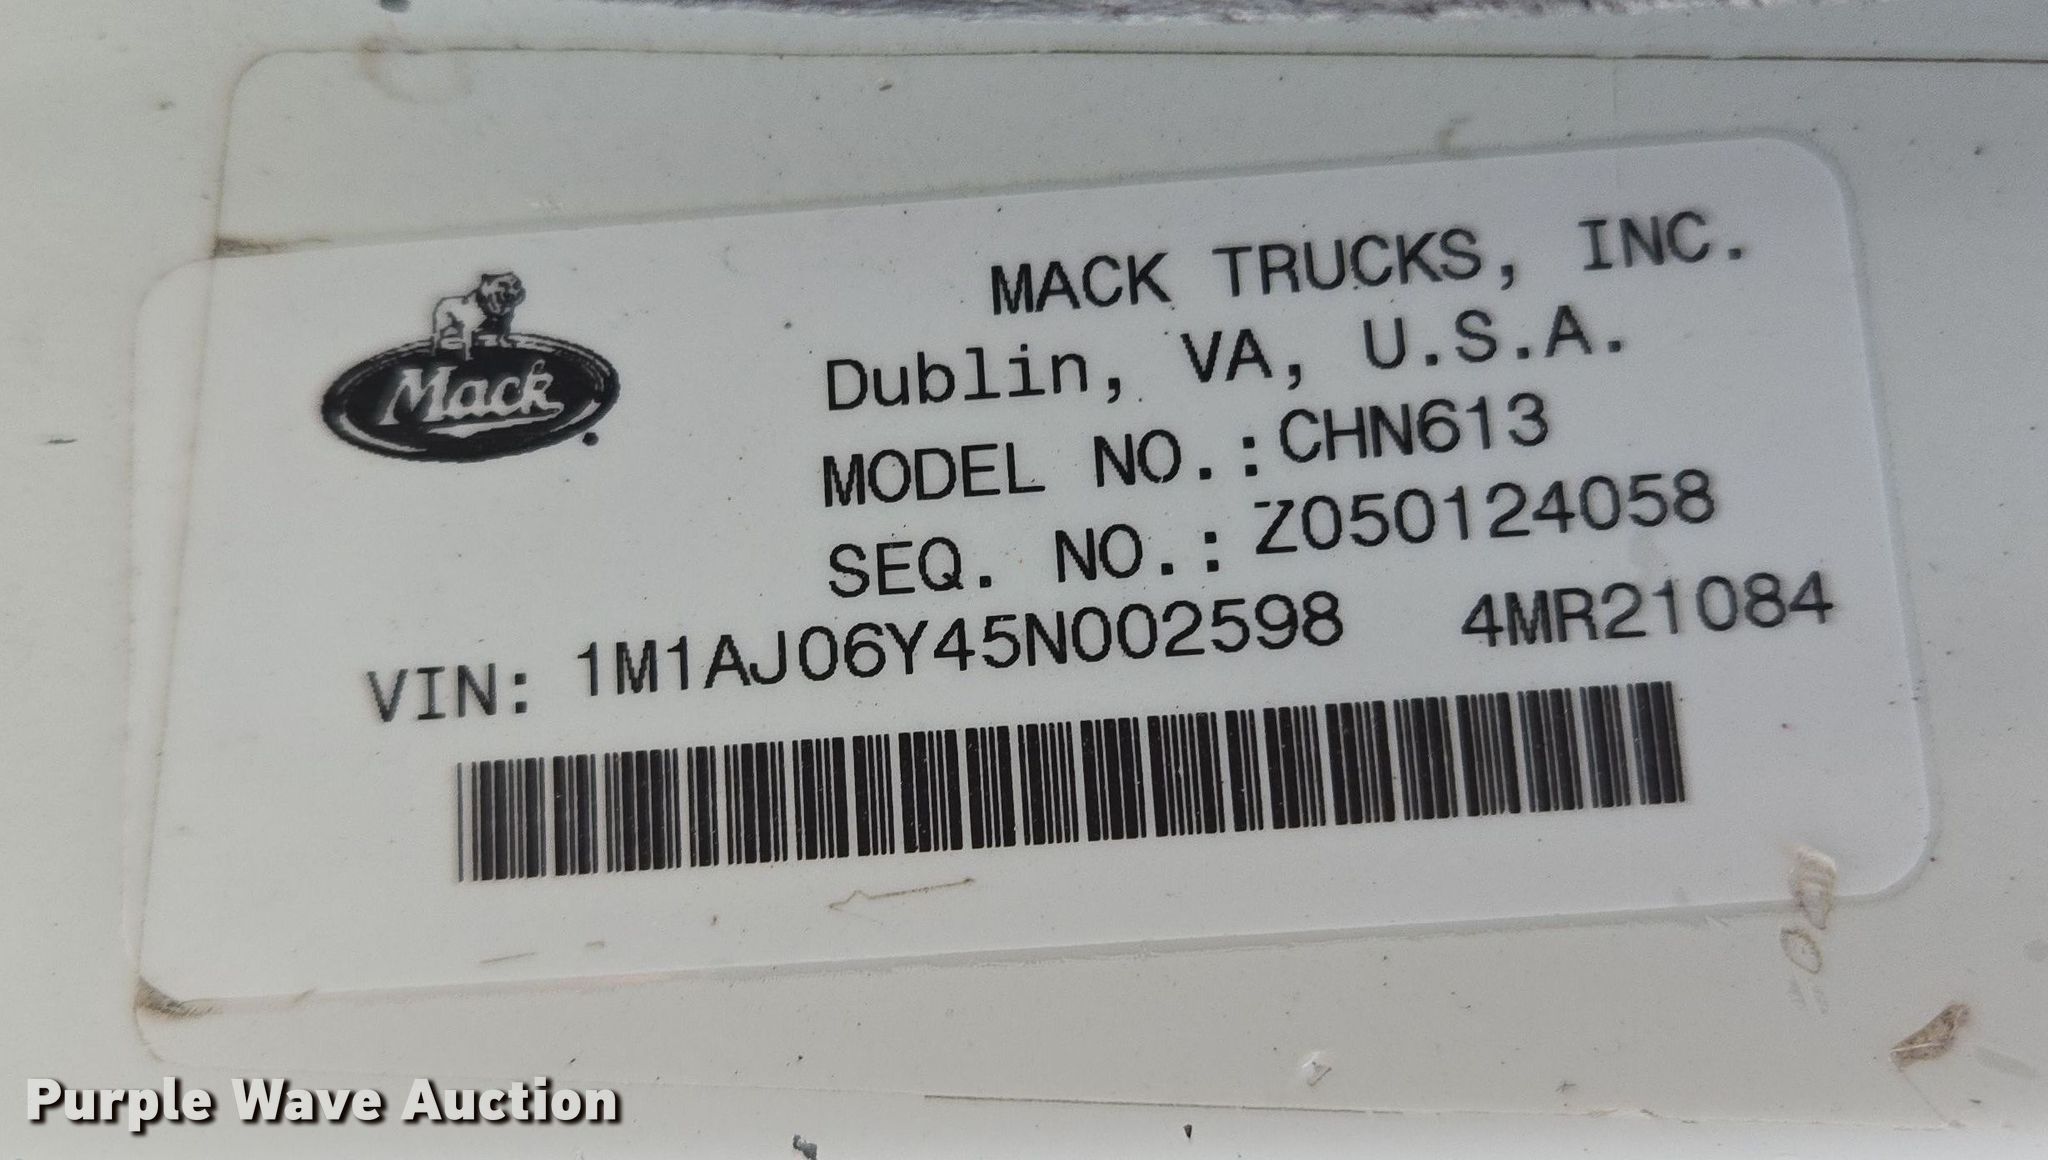 Mack
MACK TRUCKS, INC.
Dublin, VA, U.S.A.
MODEL NO.:CHN613
SEQ. NO.:Z050124058
VIN: 1M1AJ06Y45N002598 4MR21084
Purple Wave Auction